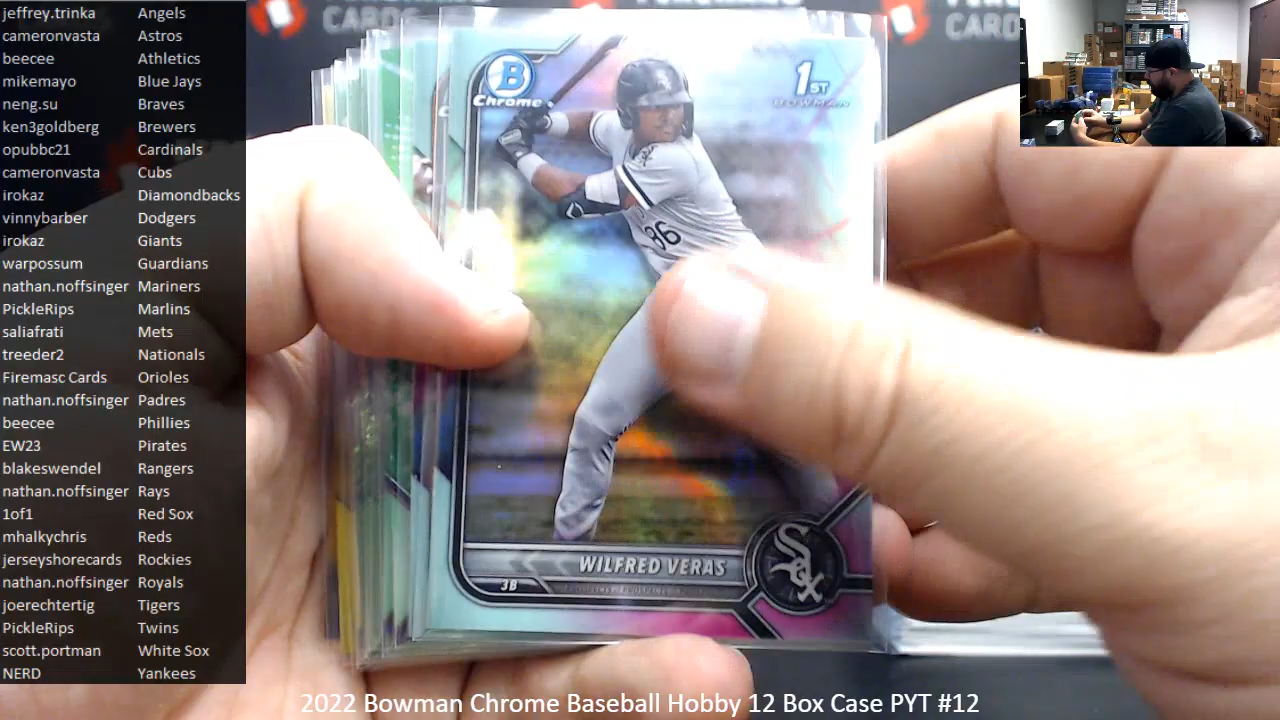 jeffrey.trinka Angels
cameronvasta Astros
beecee Athletics
mikemayo Blue Jays
neng.su Braves
ken3goldberg Brewers
opubbc21 Cardinals
cameronvasta Cubs
irokaz Diamondbacks
vinnybarber Dodgers
irokaz Giants
warpossum Guardians
nathan.noffsinger Mariners
PickleRips Marlins
saliafrati Mets
treeder2 Nationals
Firemasc Cards Orioles
nathan.noffsinger Padres
beecee Phillies
EW23 Pirates
blakeswendel Rangers
nathan.noffsinger Rays
1of1 Red Sox
mhalkychris Reds
jerseyshorecards Rockies
nathan.noffsinger Royals
joerechtertig Tigers
PickleRips Twins
scott.portman White Sox
NERD Yankees
CARDS
CARD
B
Chrome
1ST
BOWMAN
36
WILFRED VERAS
3B
SOX
2022 Bowman Chrome Baseball Hobby 12 Box Case PYT #12